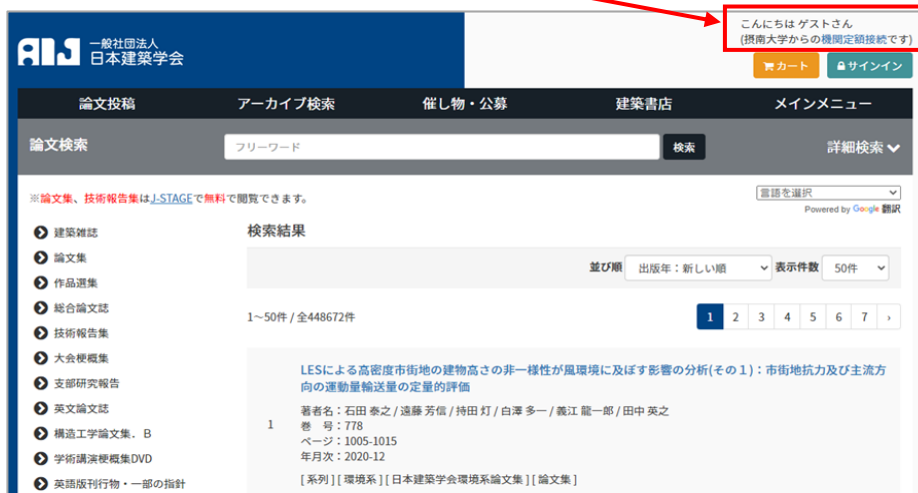 こんにちは ゲストさん
(摂南大学からの機関定額接続です)
AIJ 一般社団法人
日本建築学会
カート サインイン
論文投稿 アーカイブ検索 催し物・公募 建築書店 メインメニュー
論文検索 フリーワード 検索 詳細検索
※論文集、技術報告集はJ-STAGEで無料で閲覧できます。
言語を選択
Powered by Google 翻訳
建築雑誌
論文集
作品選集
総合論文誌
技術報告集
大会梗概集
支部研究報告
英文論文誌
構造工学論文集．B
学術講演梗概集DVD
英語版刊行物・一部の指針
検索結果
並び順 出版年：新しい順 表示件数 50件
1～50件 / 全448672件
1 2 3 4 5 6 7 ›
LESによる高密度市街地の建物高さの非一様性が風環境に及ぼす影響の分析(その１)：市街地抗力及び主流方
向の運動量輸送量の定量的評価
著者名：石田 泰之 / 遠藤 芳信 / 持田 灯 / 白澤 多一 / 義江 龍一郎 / 田中 英之
1 巻 号：778
ページ：1005-1015
年月次：2020-12
[ 系列 ] [ 環境系 ] [ 日本建築学会環境系論文集 ] [ 論文集 ]